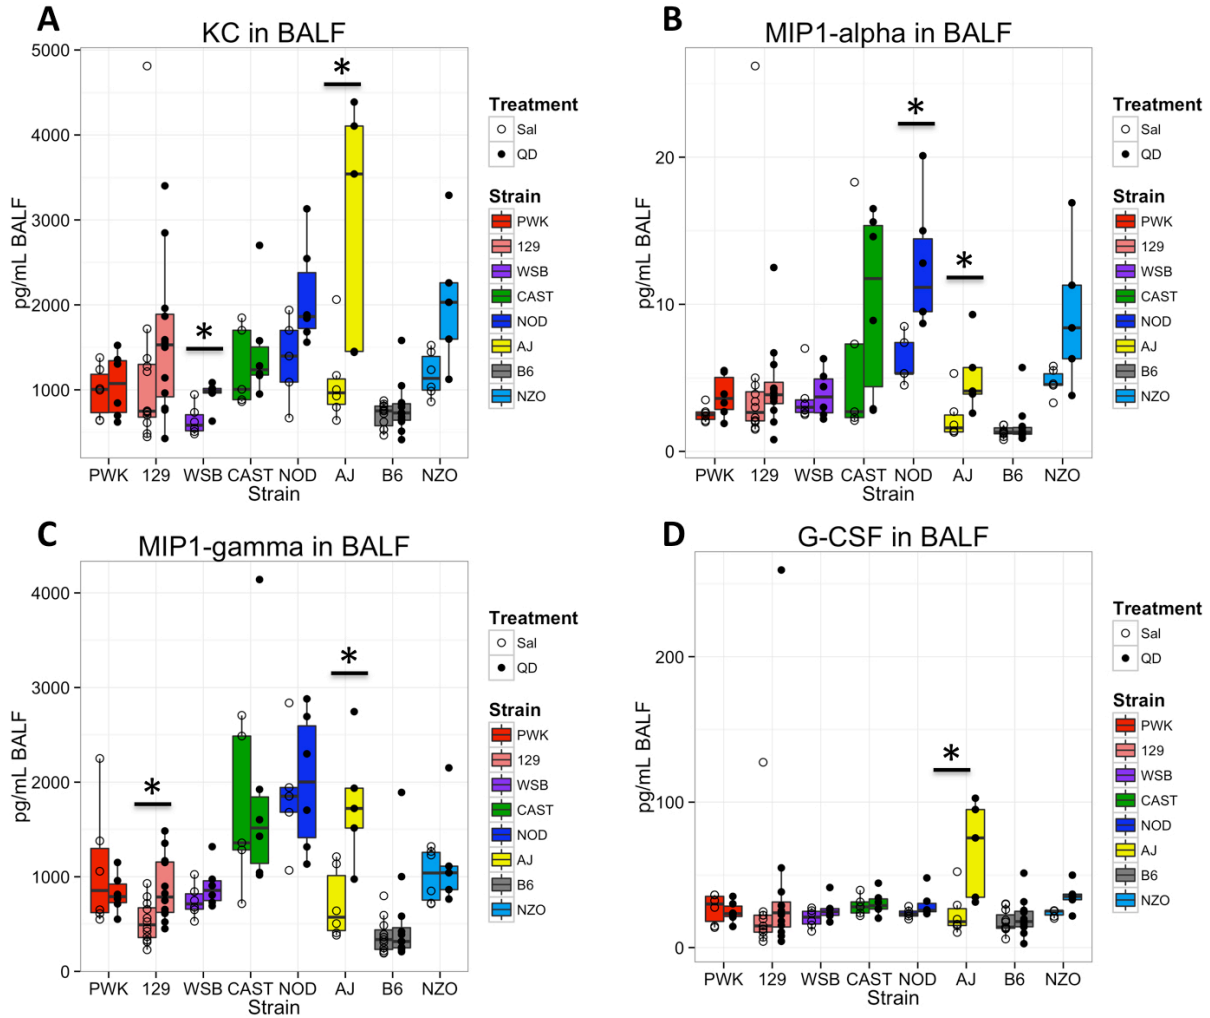 A
KC in BALF
pg/mL BALF
5000
4000
3000
2000
1000
*
*
PWK 129 WSB CAST NOD AJ B6 NZO
Strain
Treatment
Sal
QD
Strain
PWK
129
WSB
CAST
NOD
AJ
B6
NZO
B
MIP1-alpha in BALF
pg/mL BALF
20
10
0
*
*
PWK 129 WSB CAST NOD AJ B6 NZO
Strain
Treatment
Sal
QD
Strain
PWK
129
WSB
CAST
NOD
AJ
B6
NZO
C
MIP1-gamma in BALF
pg/mL BALF
4000
3000
2000
1000
0
*
*
PWK 129 WSB CAST NOD AJ B6 NZO
Strain
Treatment
Sal
QD
Strain
PWK
129
WSB
CAST
NOD
AJ
B6
NZO
D
G-CSF in BALF
pg/mL BALF
200
100
0
*
PWK 129 WSB CAST NOD AJ B6 NZO
Strain
Treatment
Sal
QD
Strain
PWK
129
WSB
CAST
NOD
AJ
B6
NZO